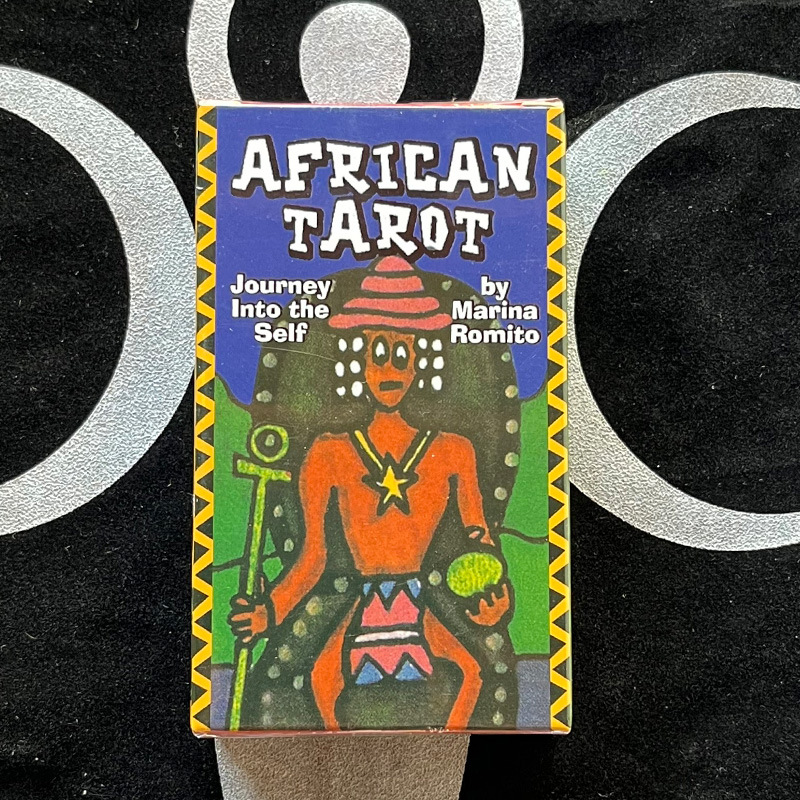 AFRICAN
TAROT
Journey
Into the
Self
by
Marina
Romito